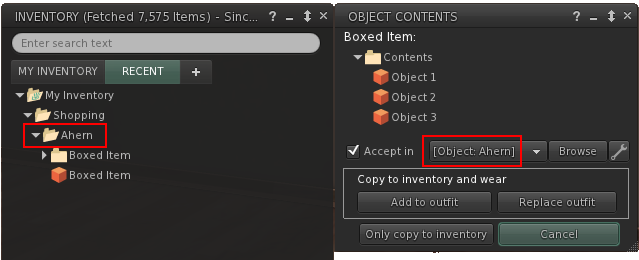 INVENTORY (Fetched 7,575 Items) - Sinc...
Enter search text
MY INVENTORY RECENT +
My Inventory
Shopping
Ahern
Boxed Item
Boxed Item
OBJECT CONTENTS
Boxed Item:
Contents
Object 1
Object 2
Object 3
Accept in [Object: Ahern] Browse
Copy to inventory and wear
Add to outfit Replace outfit
Only copy to inventory Cancel